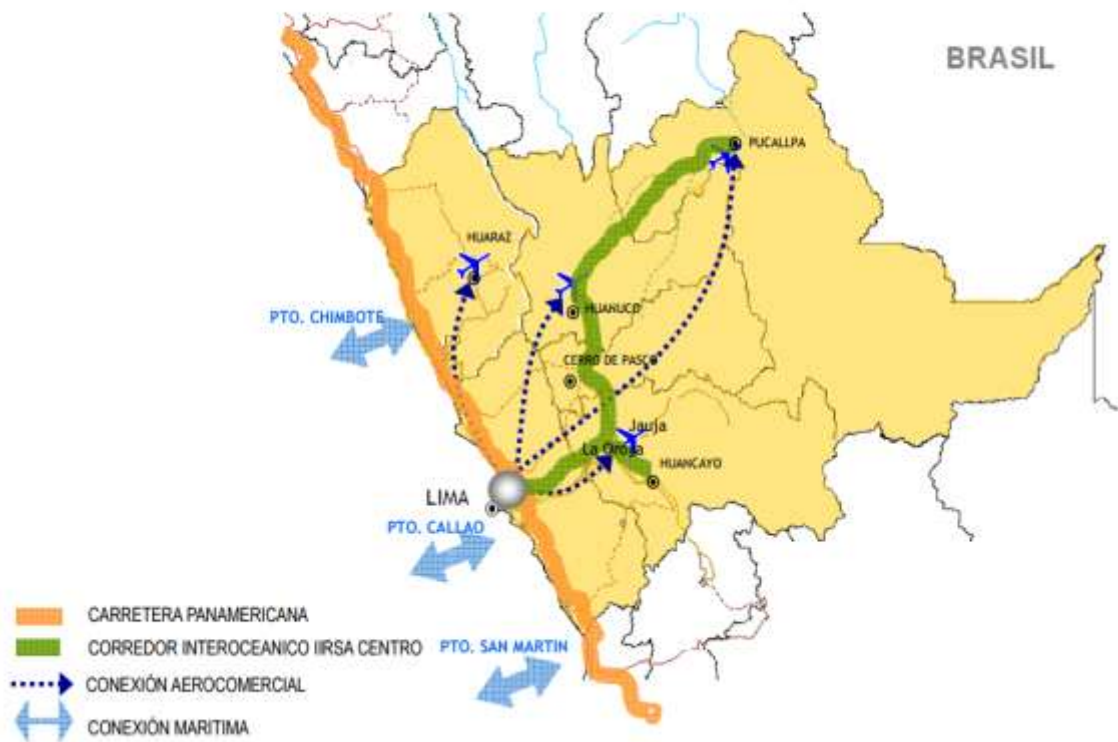 BRASIL
PUCALLPA
HUARAZ
PTO. CHIMBOTE
HUANUCO
CERRO DE PASCO
Jauja
La Oroya
HUANCAYO
LIMA
PTO. CALLAO
CARRETERA PANAMERICANA
CORREDOR INTEROCEANICO IIRSA CENTRO
PTO. SAN MARTIN
CONEXIÓN AEROCOMERCIAL
CONEXIÓN MARITIMA